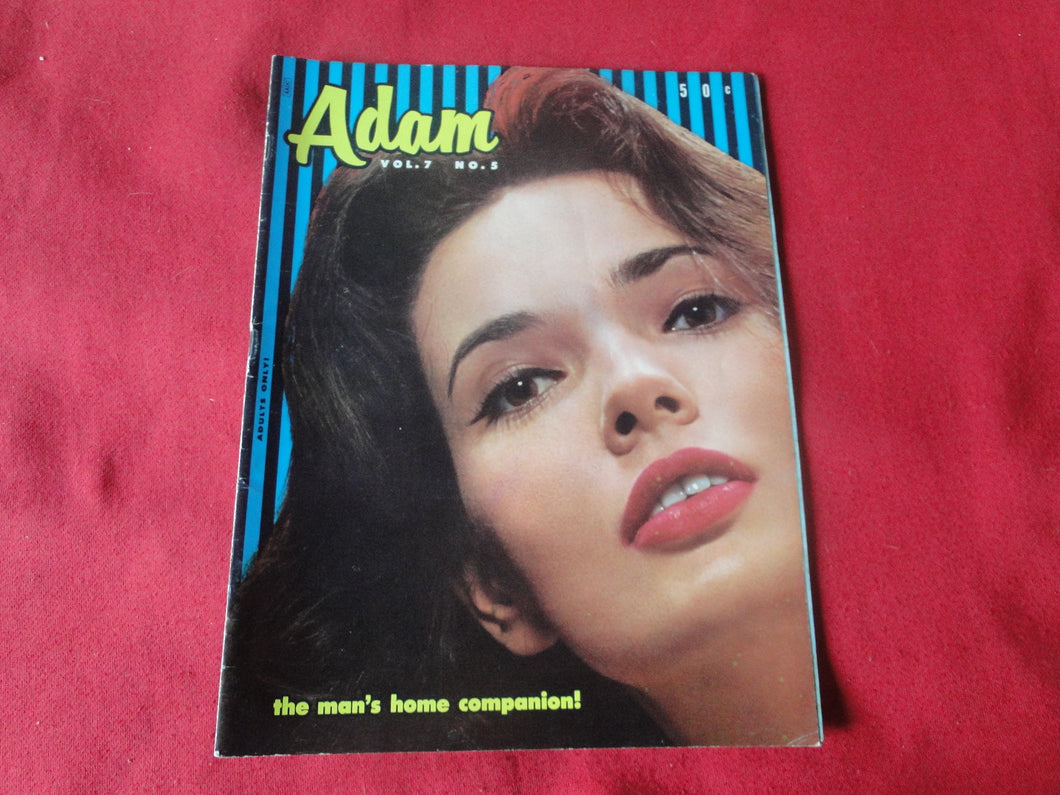 Adam
50c
VOL. 7 NO. 5
ADULTS ONLY!
the man's home companion!